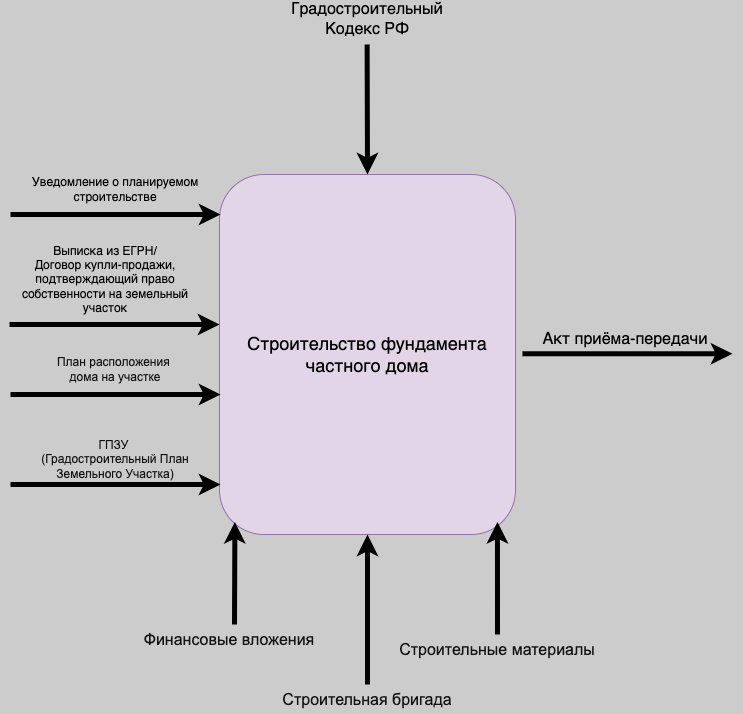 Градостроительный
Кодекс РФ
Уведомление о планируемом
строительстве
Выписка из ЕГРН/
Договор купли-продажи,
подтверждающий право
собственности на земельный
участок
План расположения
дома на участке
ГПЗУ
(Градостроительный План
Земельного Участка)
Строительство фундамента
частного дома
Акт приёма-передачи
Финансовые вложения
Строительные материалы
Строительная бригада